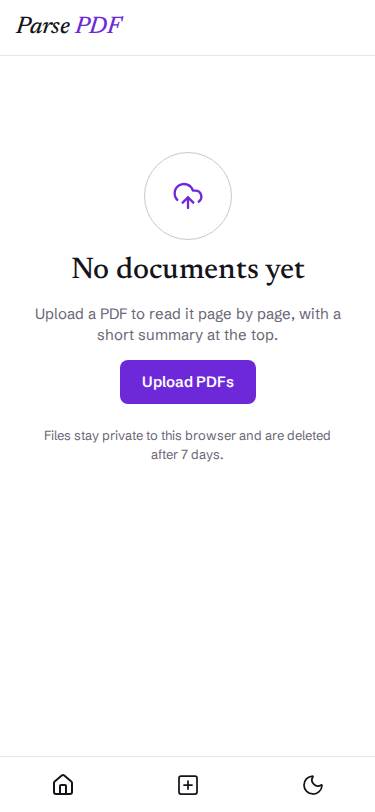 Parse PDF
No documents yet
Upload a PDF to read it page by page, with a
short summary at the top.
Upload PDFs
Files stay private to this browser and are deleted
after 7 days.